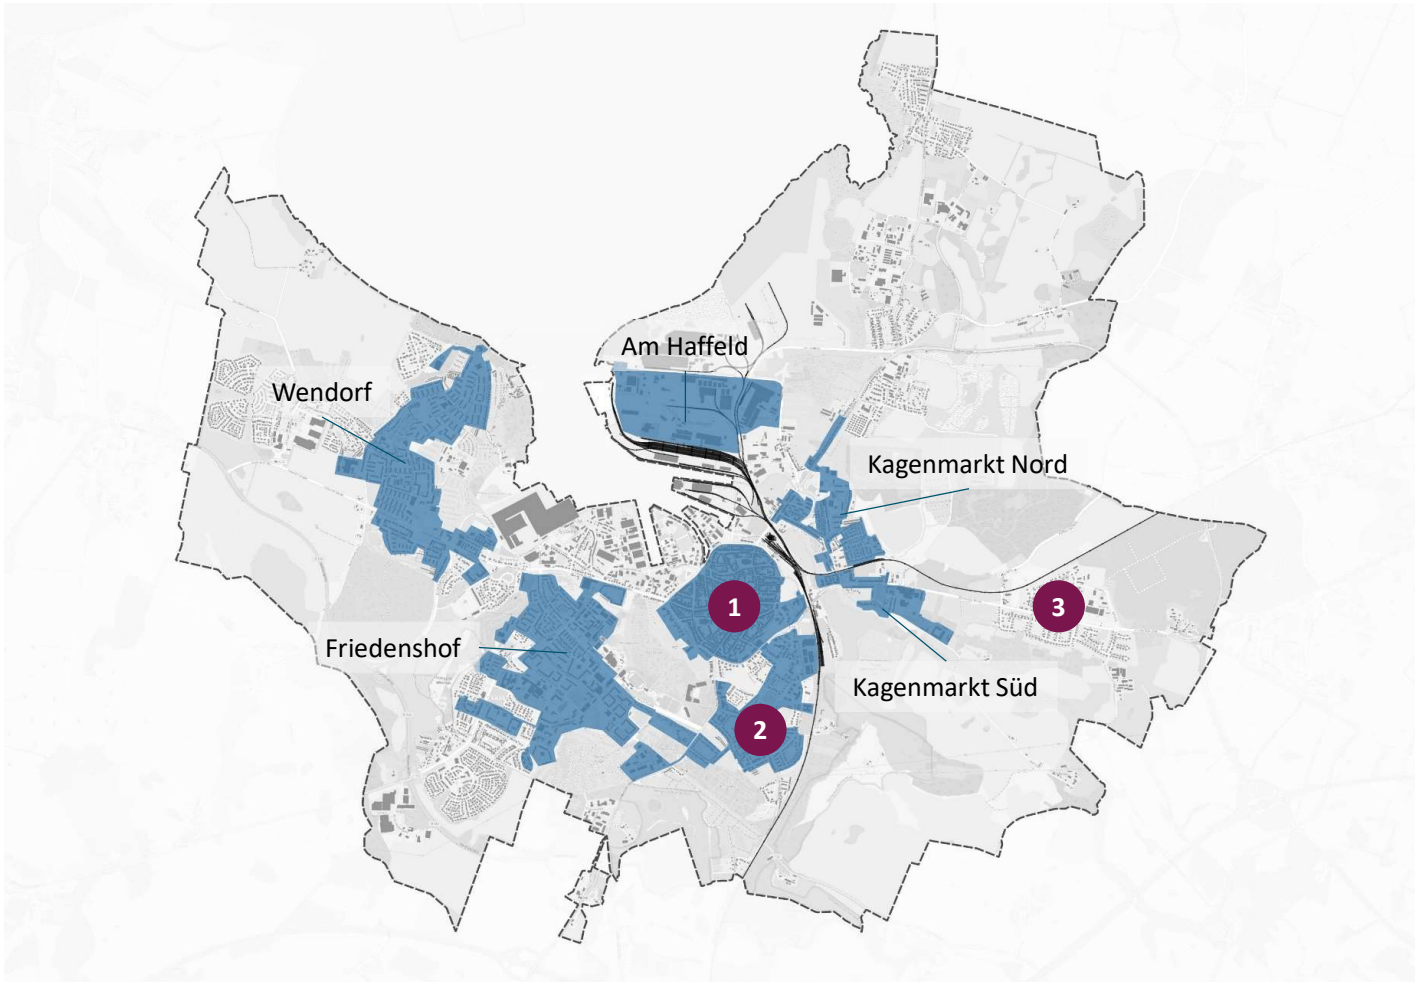 Am Haffeld
Wendorf
Kagenmarkt Nord
1
3
Friedenshof
Kagenmarkt Süd
2